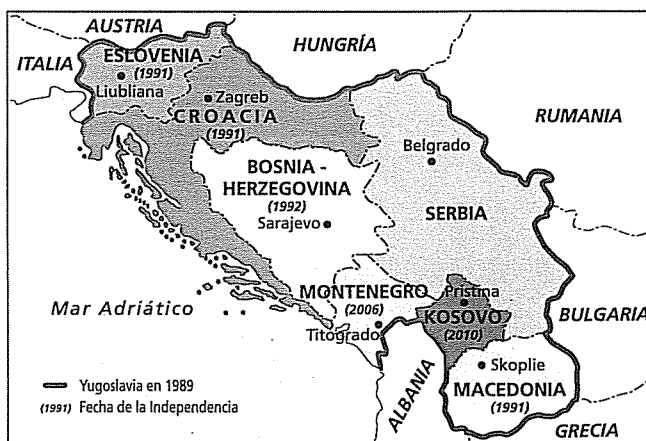 AUSTRIA
HUNGRÍA
ITALIA
ESLOVENIA
(1991)
Liubliana
Zagreb
CROACIA
(1991)
RUMANIA
Belgrado
BOSNIA -
HERZEGOVINA
(1992)
Sarajevo
SERBIA
Mar Adriático
MONTENEGRO
(2006)
Titogrado
Pristina
KOSOVO
(2010)
BULGARIA
ALBANIA
Skoplie
MACEDONIA
(1991)
GRECIA
Yugoslavia en 1989
(1991) Fecha de la Independencia